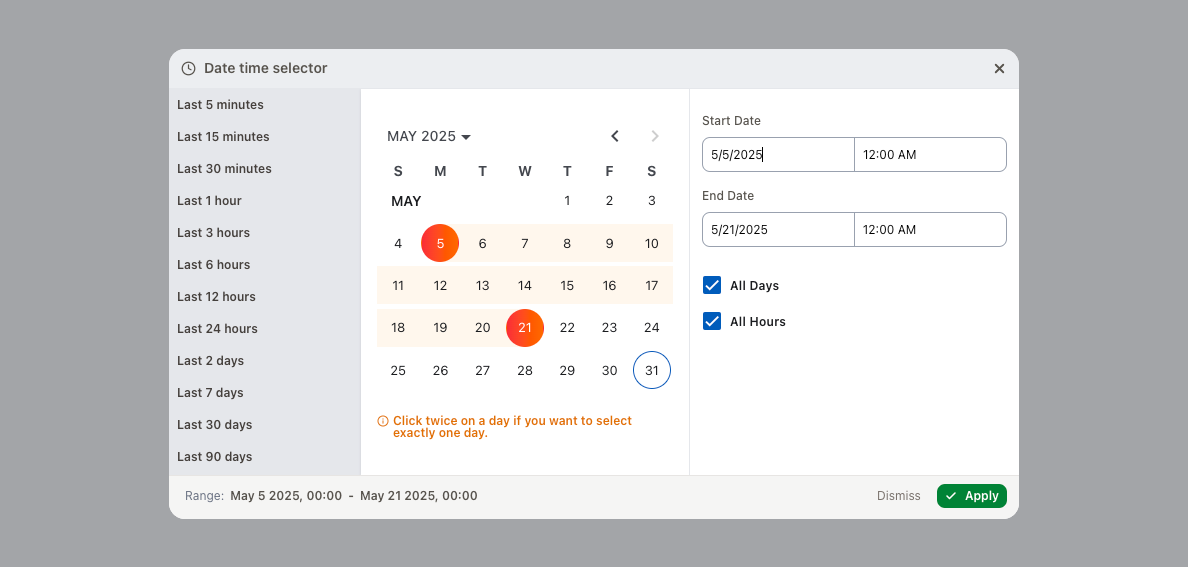 Date time selector
Last 5 minutes
Last 15 minutes
Last 30 minutes
Last 1 hour
Last 3 hours
Last 6 hours
Last 12 hours
Last 24 hours
Last 2 days
Last 7 days
Last 30 days
Last 90 days
MAY 2025
S M T W T F S
MAY 1 2 3
4 5 6 7 8 9 10
11 12 13 14 15 16 17
18 19 20 21 22 23 24
25 26 27 28 29 30 31
Click twice on a day if you want to select
exactly one day.
Start Date
5/5/2025 12:00 AM
End Date
5/21/2025 12:00 AM
All Days
All Hours
Range: May 5 2025, 00:00 - May 21 2025, 00:00
Dismiss Apply